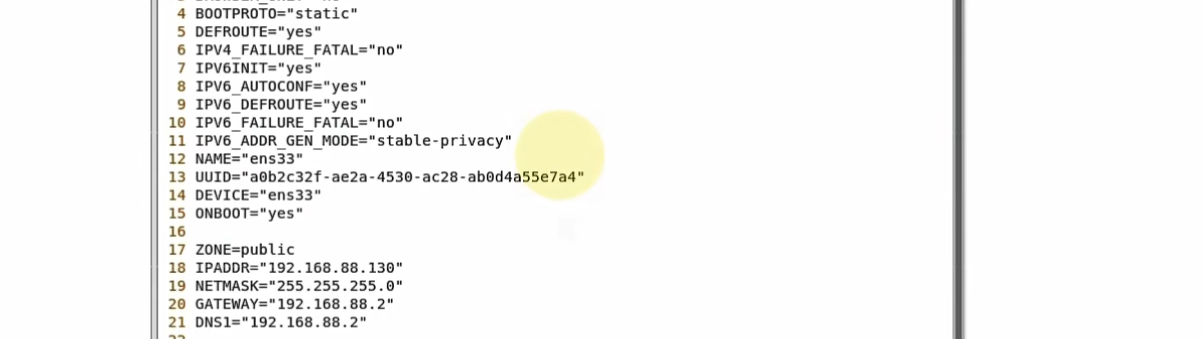 4 BOOTPROTO="static"
5 DEFROUTE="yes"
6 IPV4_FAILURE_FATAL="no"
7 IPV6INIT="yes"
8 IPV6_AUTOCONF="yes"
9 IPV6_DEFROUTE="yes"
10 IPV6_FAILURE_FATAL="no"
11 IPV6_ADDR_GEN_MODE="stable-privacy"
12 NAME="ens33"
13 UUID="a0b2c32f-ae2a-4530-ac28-ab0d4a55e7a4"
14 DEVICE="ens33"
15 ONBOOT="yes"
16
17 ZONE=public
18 IPADDR="192.168.88.130"
19 NETMASK="255.255.255.0"
20 GATEWAY="192.168.88.2"
21 DNS1="192.168.88.2"